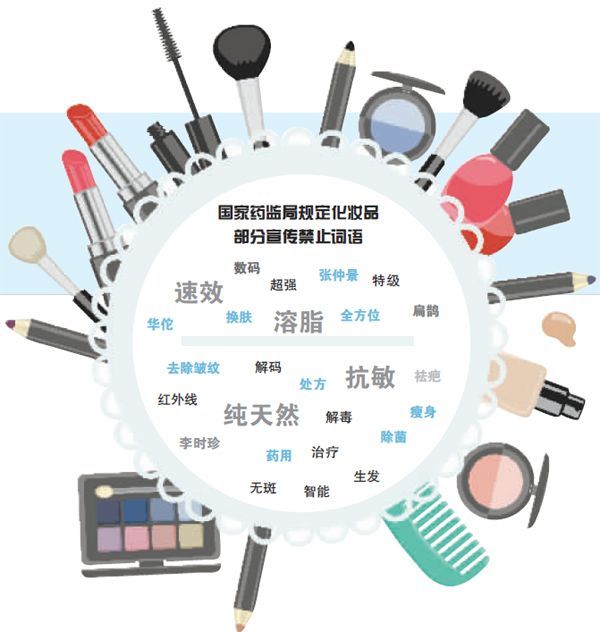 国家药监局规定化妆品
部分宣传禁止词语
数码
张仲景
速效
超强
特级
华佗
换肤
溶脂
全方位
扁鹊
去除皱纹
解码
处方
抗敏
祛疤
红外线
纯天然
解毒
瘦身
李时珍
药用
治疗
除菌
无斑
智能
生发